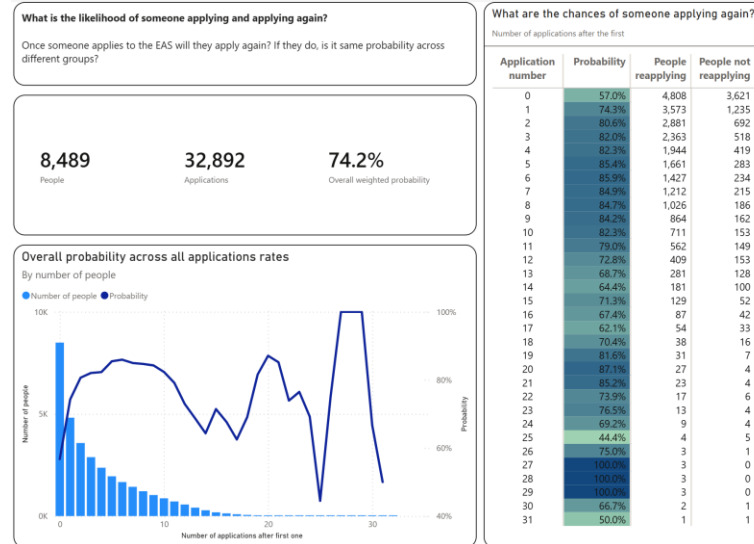 What is the likelihood of someone applying and applying again?
Once someone applies to the EAS will they apply again? If they do, is it same probability across
different groups?
8,489
People
32,892
Applications
74.2%
Overall weighted probability
Overall probability across all applications rates
By number of people
Number of people Probability
10K
5K
0K
Number of people
100%
80%
60%
40%
Probability
0 10 20 30
Number of applications after first one
What are the chances of someone applying again?
Number of applications after the first
Application number Probability People reapplying People not reapplying
0 57.0% 4,808 3,621
1 74.3% 3,573 1,235
2 80.6% 2,881 692
3 82.0% 2,363 518
4 82.3% 1,944 419
5 85.4% 1,661 283
6 85.9% 1,427 234
7 84.9% 1,212 215
8 84.7% 1,026 186
9 84.2% 864 162
10 82.3% 711 153
11 79.0% 562 149
12 72.8% 409 153
13 68.7% 281 128
14 64.4% 181 100
15 71.3% 129 52
16 67.4% 87 42
17 62.1% 54 33
18 70.4% 38 16
19 81.6% 31 7
20 87.1% 27 4
21 85.2% 23 4
22 73.9% 17 6
23 76.5% 13 4
24 69.2% 9 4
25 44.4% 4 5
26 75.0% 3 1
27 100.0% 3 0
28 100.0% 3 0
29 100.0% 3 0
30 66.7% 2 1
31 50.0% 1 1